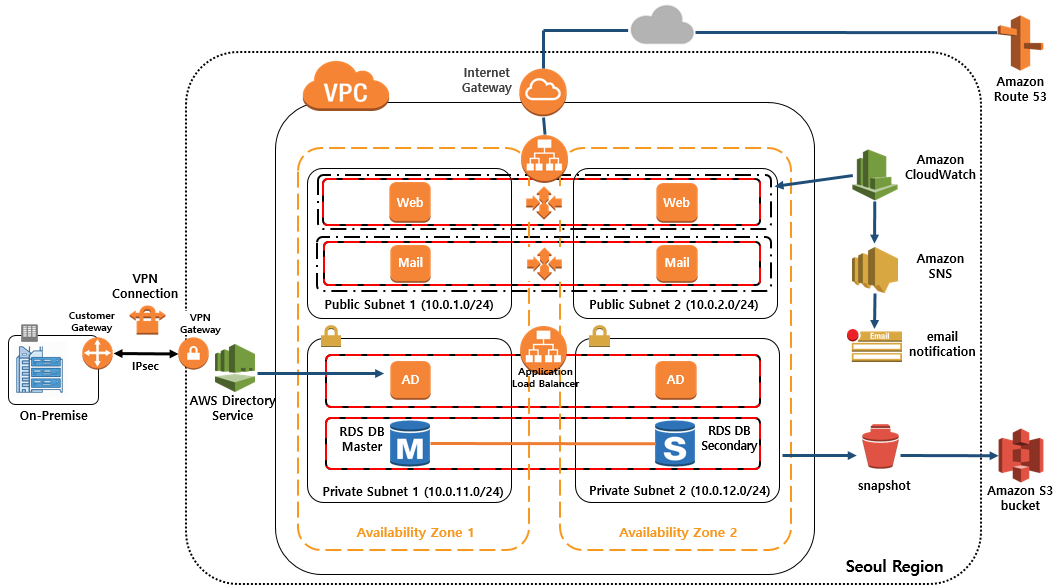 Amazon
Route 53
Internet
Gateway
VPC
Amazon
CloudWatch
Web
Web
Mail
Mail
Amazon
SNS
Public Subnet 1 (10.0.1.0/24)
Public Subnet 2 (10.0.2.0/24)
VPN
Connection
Customer
Gateway
VPN
Gateway
IPsec
Email
email
notification
On-Premise
AWS Directory
Service
AD
Application
Load Balancer
AD
RDS DB
Master
M
S
RDS DB
Secondary
Private Subnet 1 (10.0.11.0/24)
Private Subnet 2 (10.0.12.0/24)
snapshot
Amazon S3
bucket
Availability Zone 1
Availability Zone 2
Seoul Region